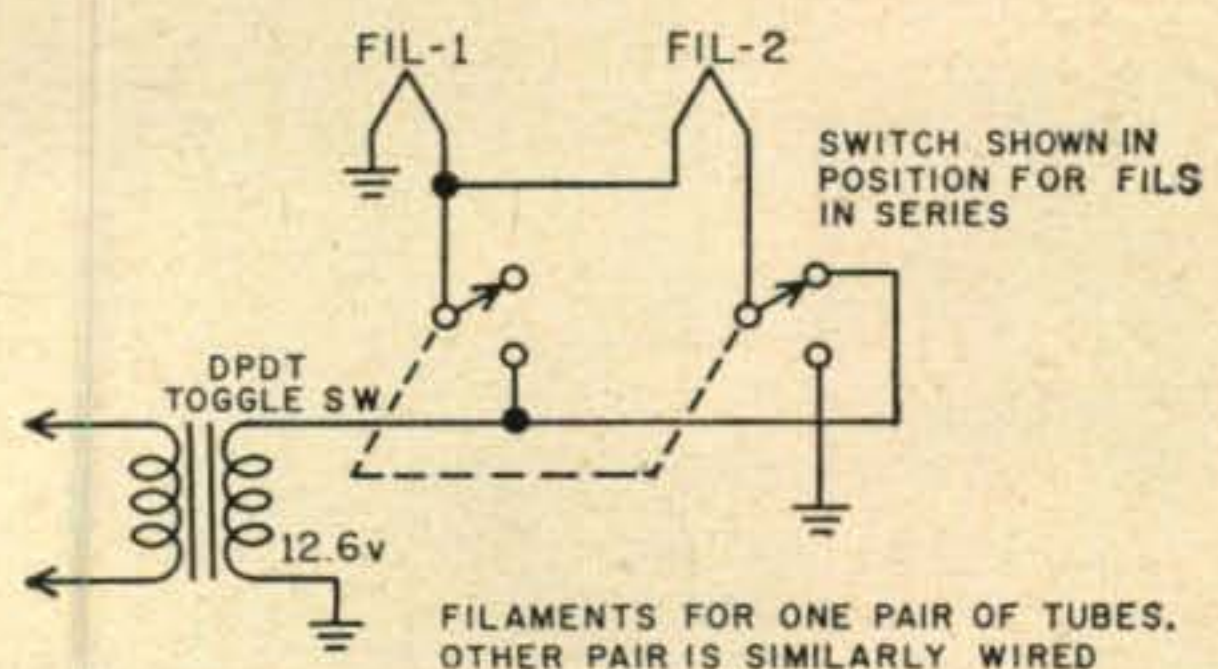 FIL-1
FIL-2
SWITCH SHOWN IN
POSITION FOR FILS
IN SERIES
DPDT
TOGGLE SW
12.6v
FILAMENTS FOR ONE PAIR OF TUBES.
OTHER PAIR IS SIMILARLY WIRED